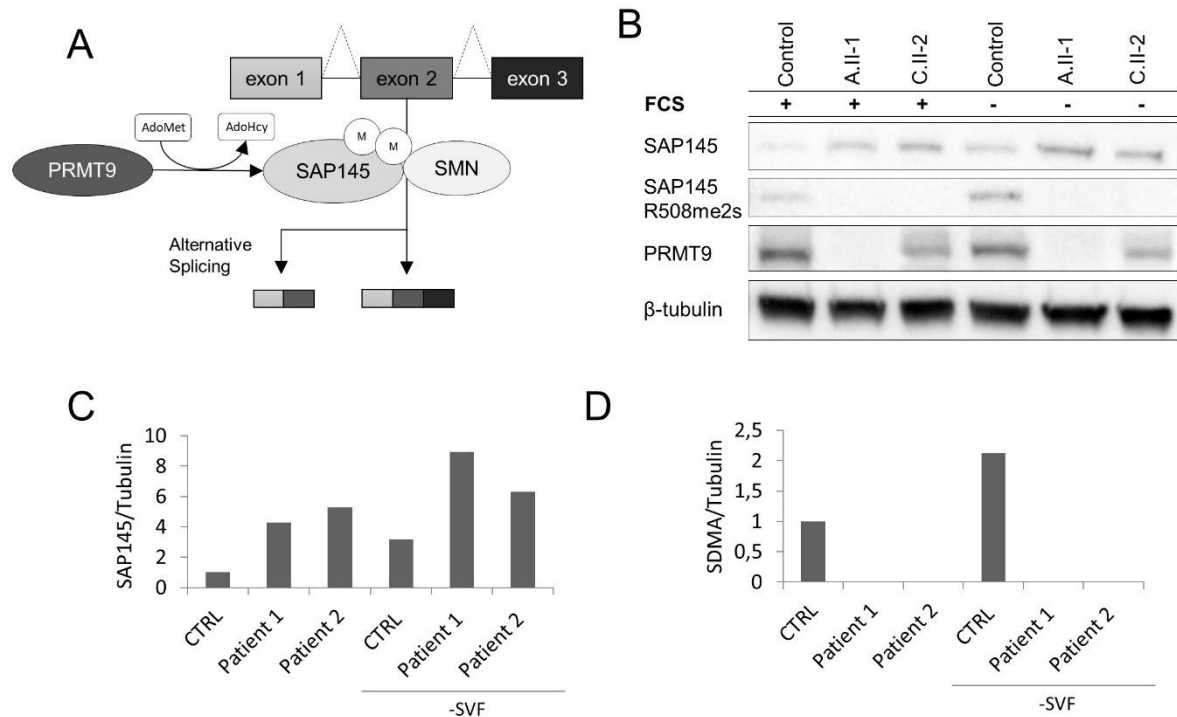 A
exon 1
exon 2
exon 3
AdoMet
AdoHcy
M
M
PRMT9
SAP145
SMN
Alternative
Splicing
B
Control
A.II-1
C.II-2
Control
A.II-1
C.II-2
FCS + + + - - -
SAP145
SAP145
R508me2s
PRMT9
β-tubulin
C
SAP145/Tubulin
10
8
6
4
2
0
CTRL
Patient 1
Patient 2
CTRL
Patient 1
Patient 2
-SVF
D
SDMA/Tubulin
2,5
2
1,5
1
0,5
0
CTRL
Patient 1
Patient 2
CTRL
Patient 1
Patient 2
-SVF